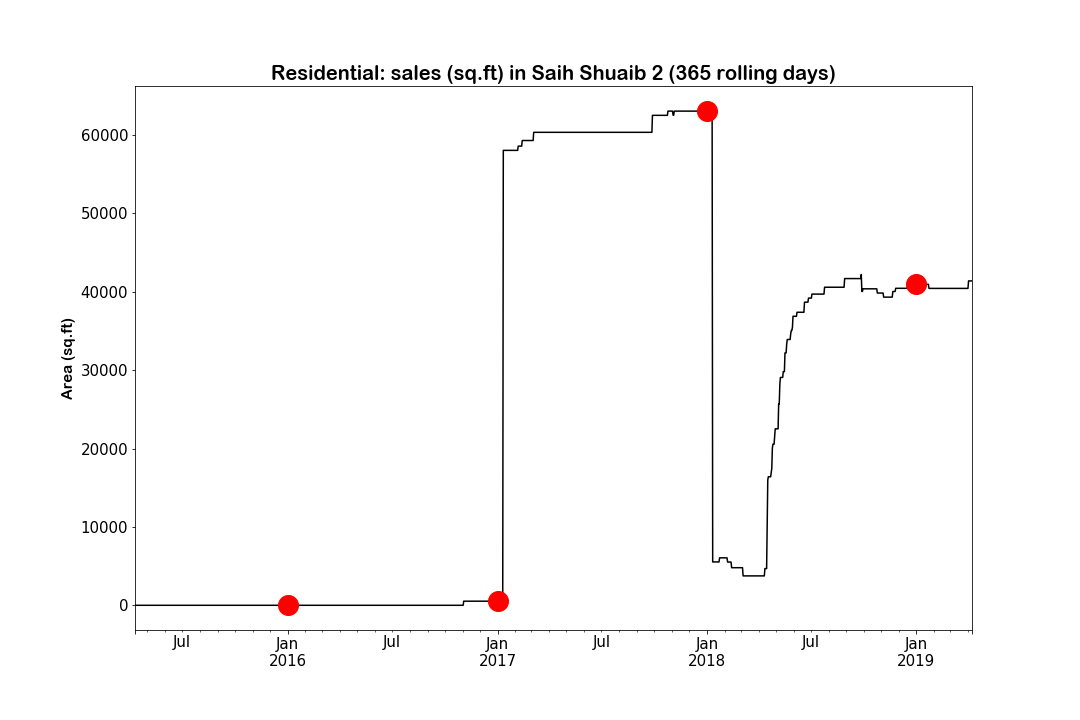 Residential: sales (sq.ft) in Saih Shuaib 2 (365 rolling days)
Area (sq.ft)
60000
50000
40000
30000
20000
10000
0
Jul Jan Jul Jan Jul Jan Jul Jan
2016 2017 2018 2019